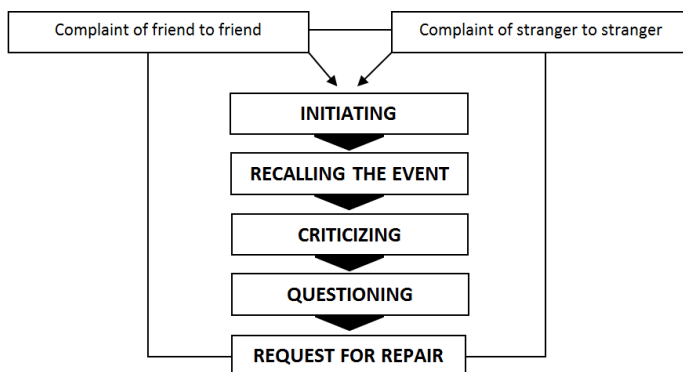 Complaint of friend to friend
Complaint of stranger to stranger
INITIATING
RECALLING THE EVENT
CRITICIZING
QUESTIONING
REQUEST FOR REPAIR